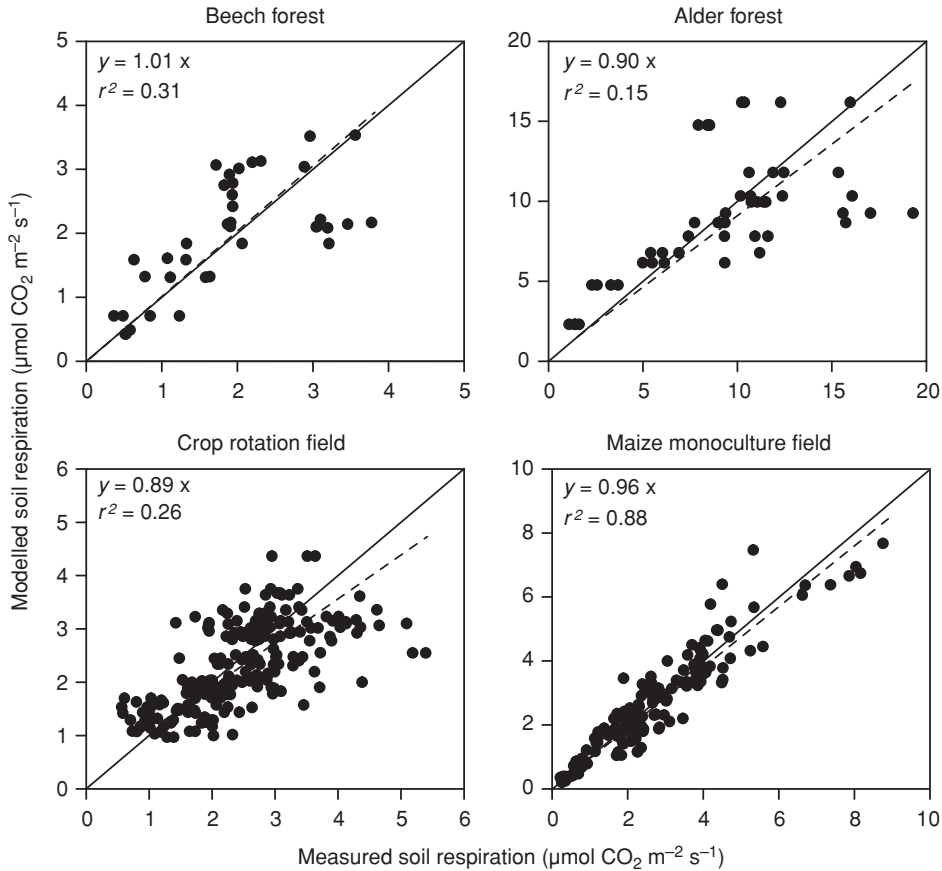 Beech forest
5
4
3
2
1
0
0 1 2 3 4 5
y = 1.01 x
r² = 0.31
Alder forest
20
15
10
5
0
0 5 10 15 20
y = 0.90 x
r² = 0.15
Crop rotation field
6
5
4
3
2
1
0
0 1 2 3 4 5 6
y = 0.89 x
r² = 0.26
Maize monoculture field
10
8
6
4
2
0
0 2 4 6 8 10
y = 0.96 x
r² = 0.88
Modelled soil respiration (μmol CO₂ m⁻² s⁻¹)
Measured soil respiration (μmol CO₂ m⁻² s⁻¹)